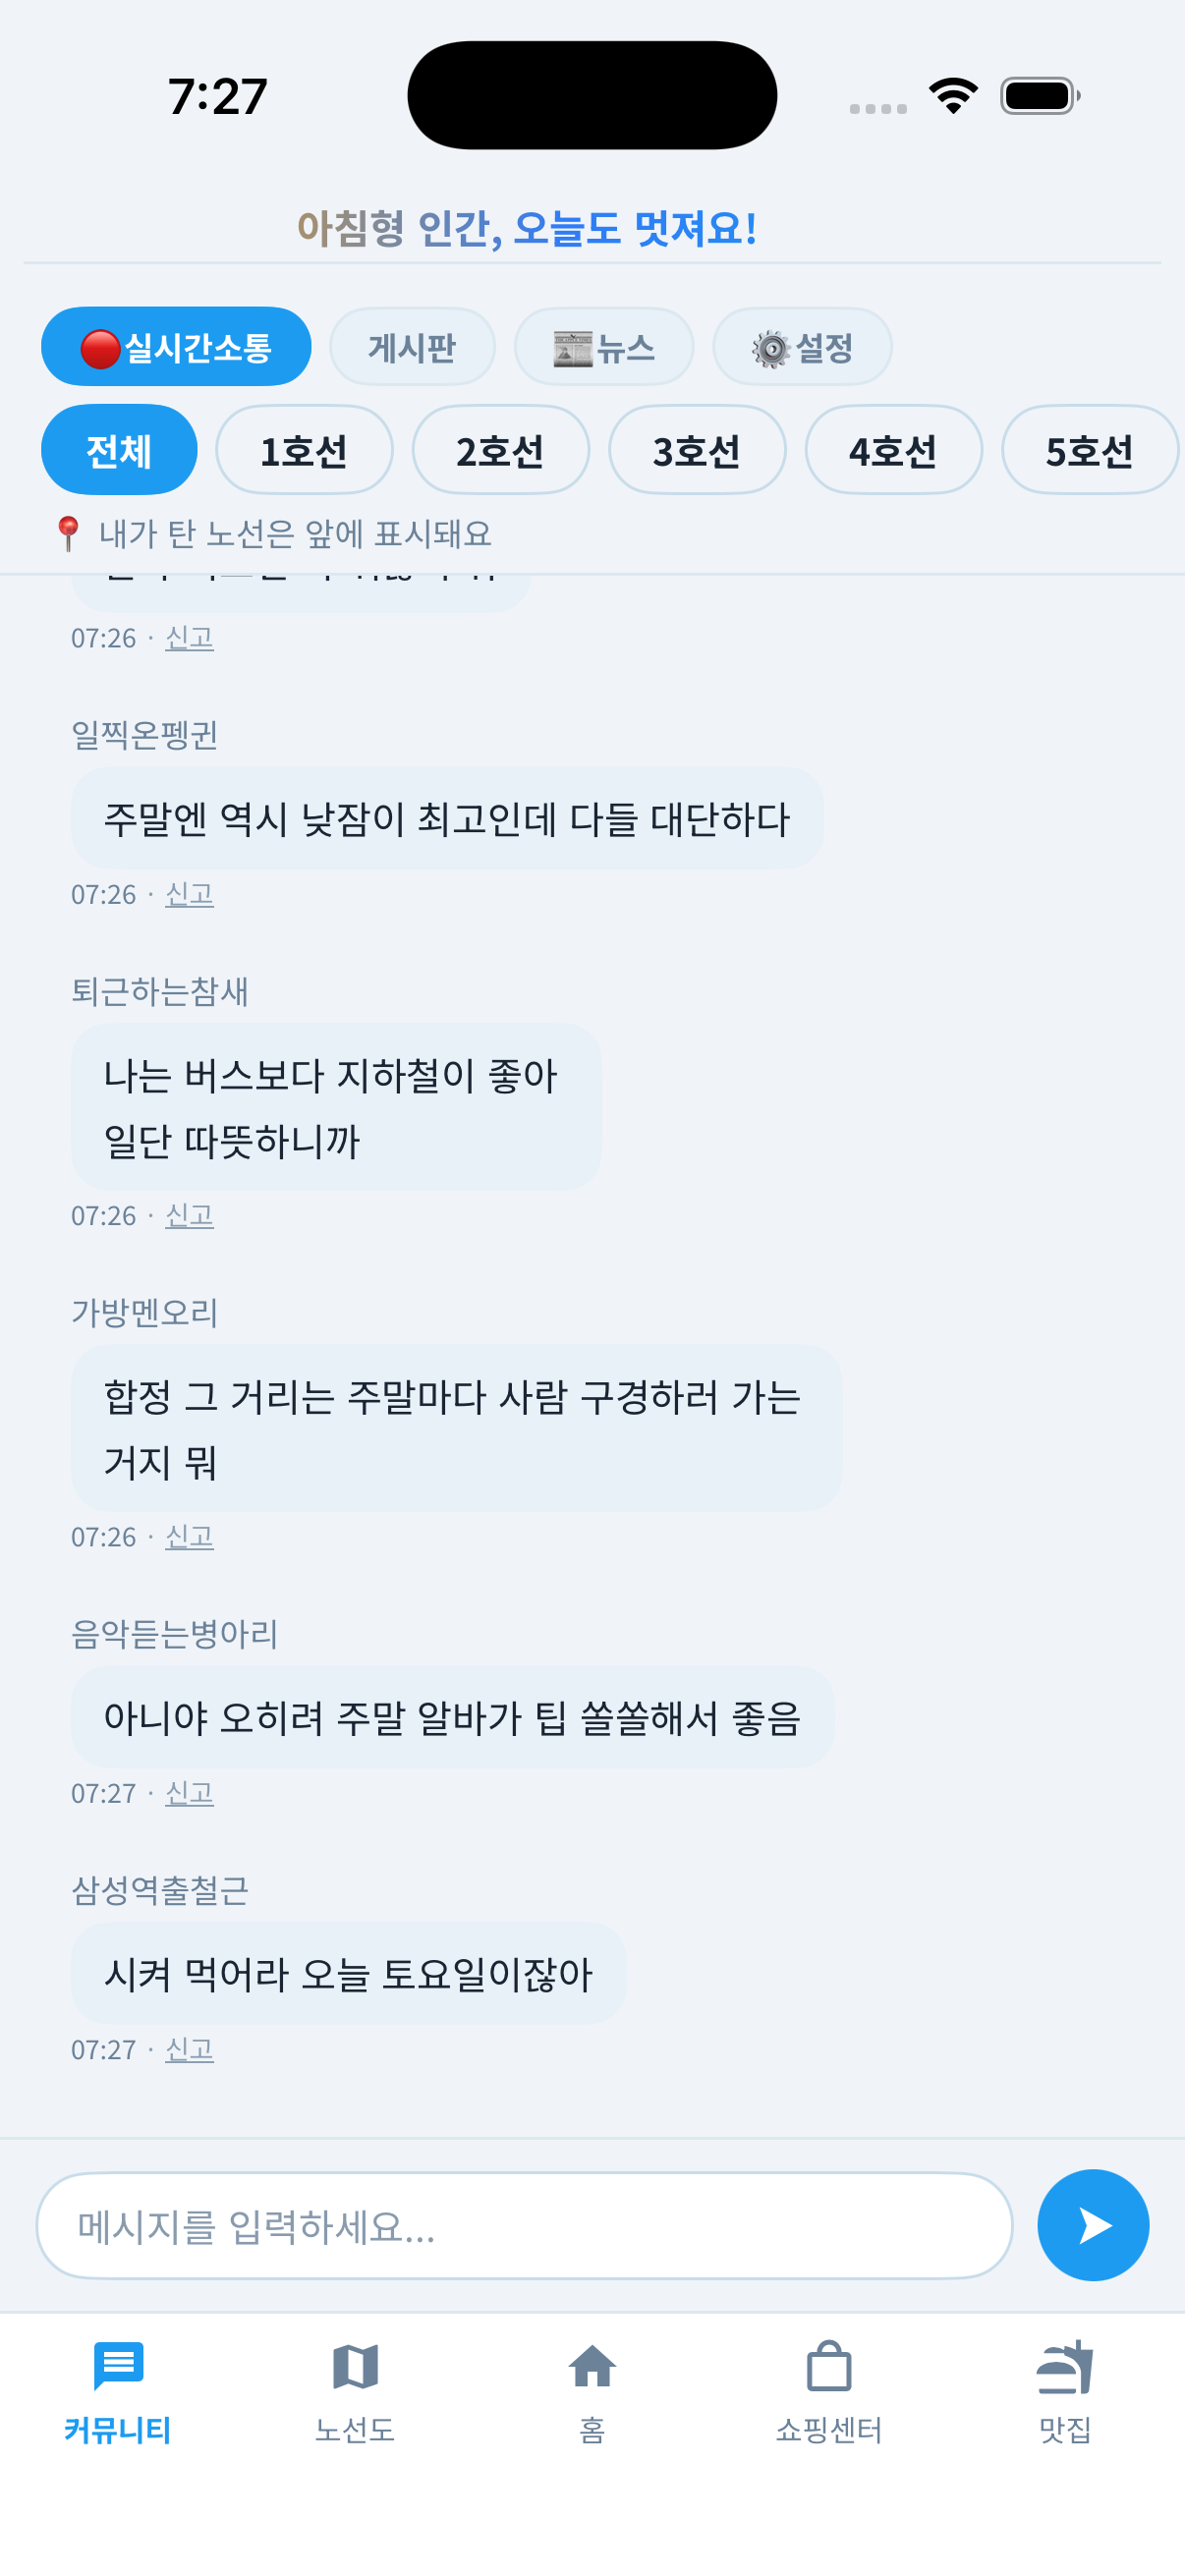 7:27
아침형 인간, 오늘도 멋져요!
실시간소통 게시판 뉴스 설정
전체 1호선 2호선 3호선 4호선 5호선
내가 탄 노선은 앞에 표시돼요
07:26 · 신고
일찍온펭귄
주말엔 역시 낮잠이 최고인데 다들 대단하다
07:26 · 신고
퇴근하는참새
나는 버스보다 지하철이 좋아
일단 따뜻하니까
07:26 · 신고
가방멘오리
합정 그 거리는 주말마다 사람 구경하러 가는
거지 뭐
07:26 · 신고
음악듣는병아리
아니야 오히려 주말 알바가 팁 쏠쏠해서 좋음
07:27 · 신고
삼성역출철근
시켜 먹어라 오늘 토요일이잖아
07:27 · 신고
메시지를 입력하세요...
커뮤니티 노선도 홈 쇼핑센터 맛집